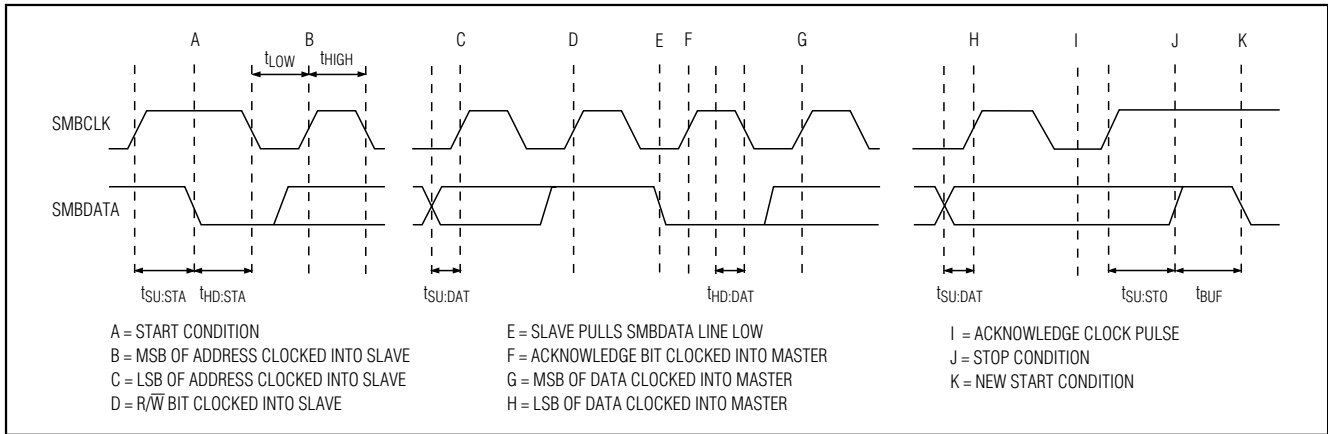 A B C D E F G H I J K
tLOW tHIGH
SMBCLK
SMBDATA
tSU:STA tHD:STA tSU:DAT tHD:DAT tSU:DAT tSU:STO tBUF
A = START CONDITION
B = MSB OF ADDRESS CLOCKED INTO SLAVE
C = LSB OF ADDRESS CLOCKED INTO SLAVE
D = R/W̅ BIT CLOCKED INTO SLAVE
E = SLAVE PULLS SMBDATA LINE LOW
F = ACKNOWLEDGE BIT CLOCKED INTO MASTER
G = MSB OF DATA CLOCKED INTO MASTER
H = LSB OF DATA CLOCKED INTO MASTER
I = ACKNOWLEDGE CLOCK PULSE
J = STOP CONDITION
K = NEW START CONDITION